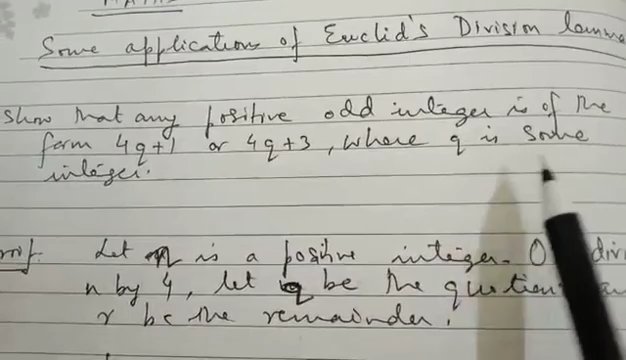 MATHS
Some applications of Euclid's Division lemma
Show that any positive odd integer is of the
form 4q+1 or 4q+3, where q is some
integer.
Let n is a positive integer. On
n by 4, let q be the
r be the remainder.